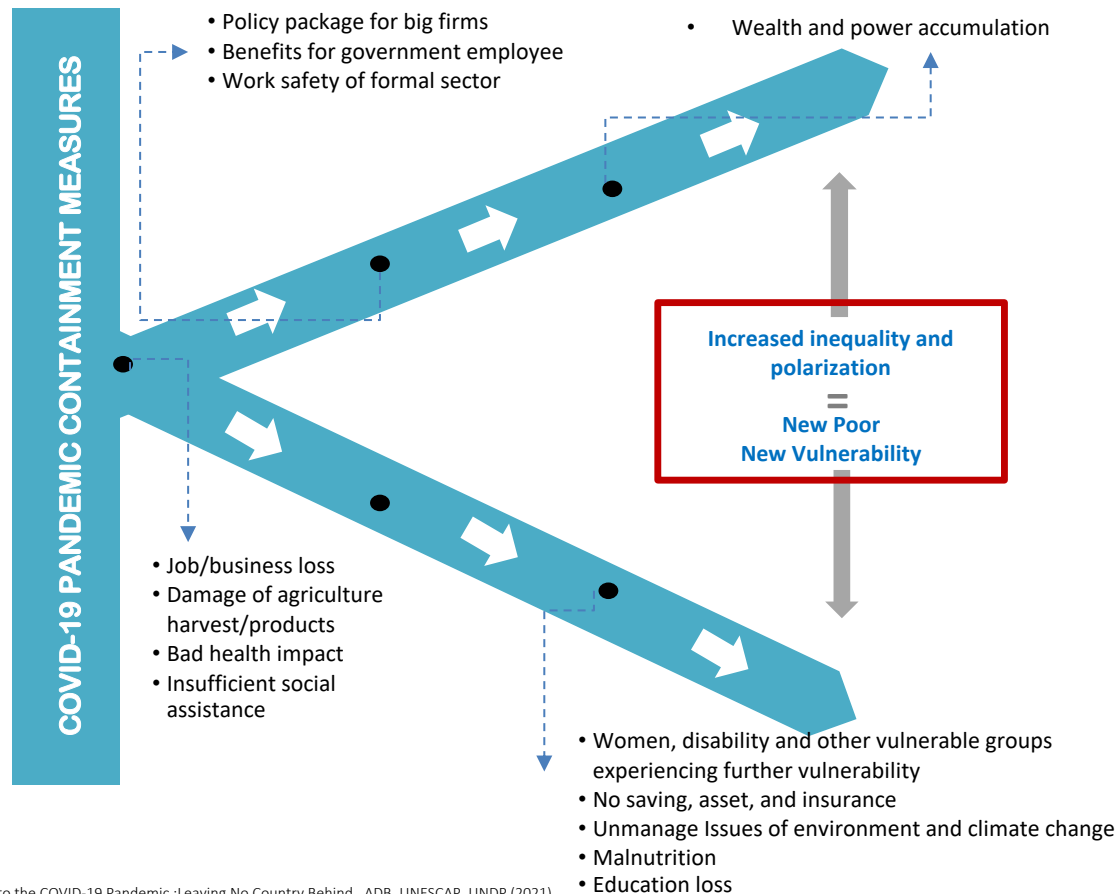 COVID-19 PANDEMIC CONTAINMENT MEASURES
• Policy package for big firms
• Benefits for government employee
• Work safety of formal sector
• Wealth and power accumulation
Increased inequality and
polarization
=
New Poor
New Vulnerability
• Job/business loss
• Damage of agriculture
harvest/products
• Bad health impact
• Insufficient social
assistance
• Women, disability and other vulnerable groups
experiencing further vulnerability
• No saving, asset, and insurance
• Unmanage Issues of environment and climate change
• Malnutrition
• Education loss
to the COVID-19 Pandemic :Leaving No Country Behind , ADB, UNESCAP, UNDP (2021)